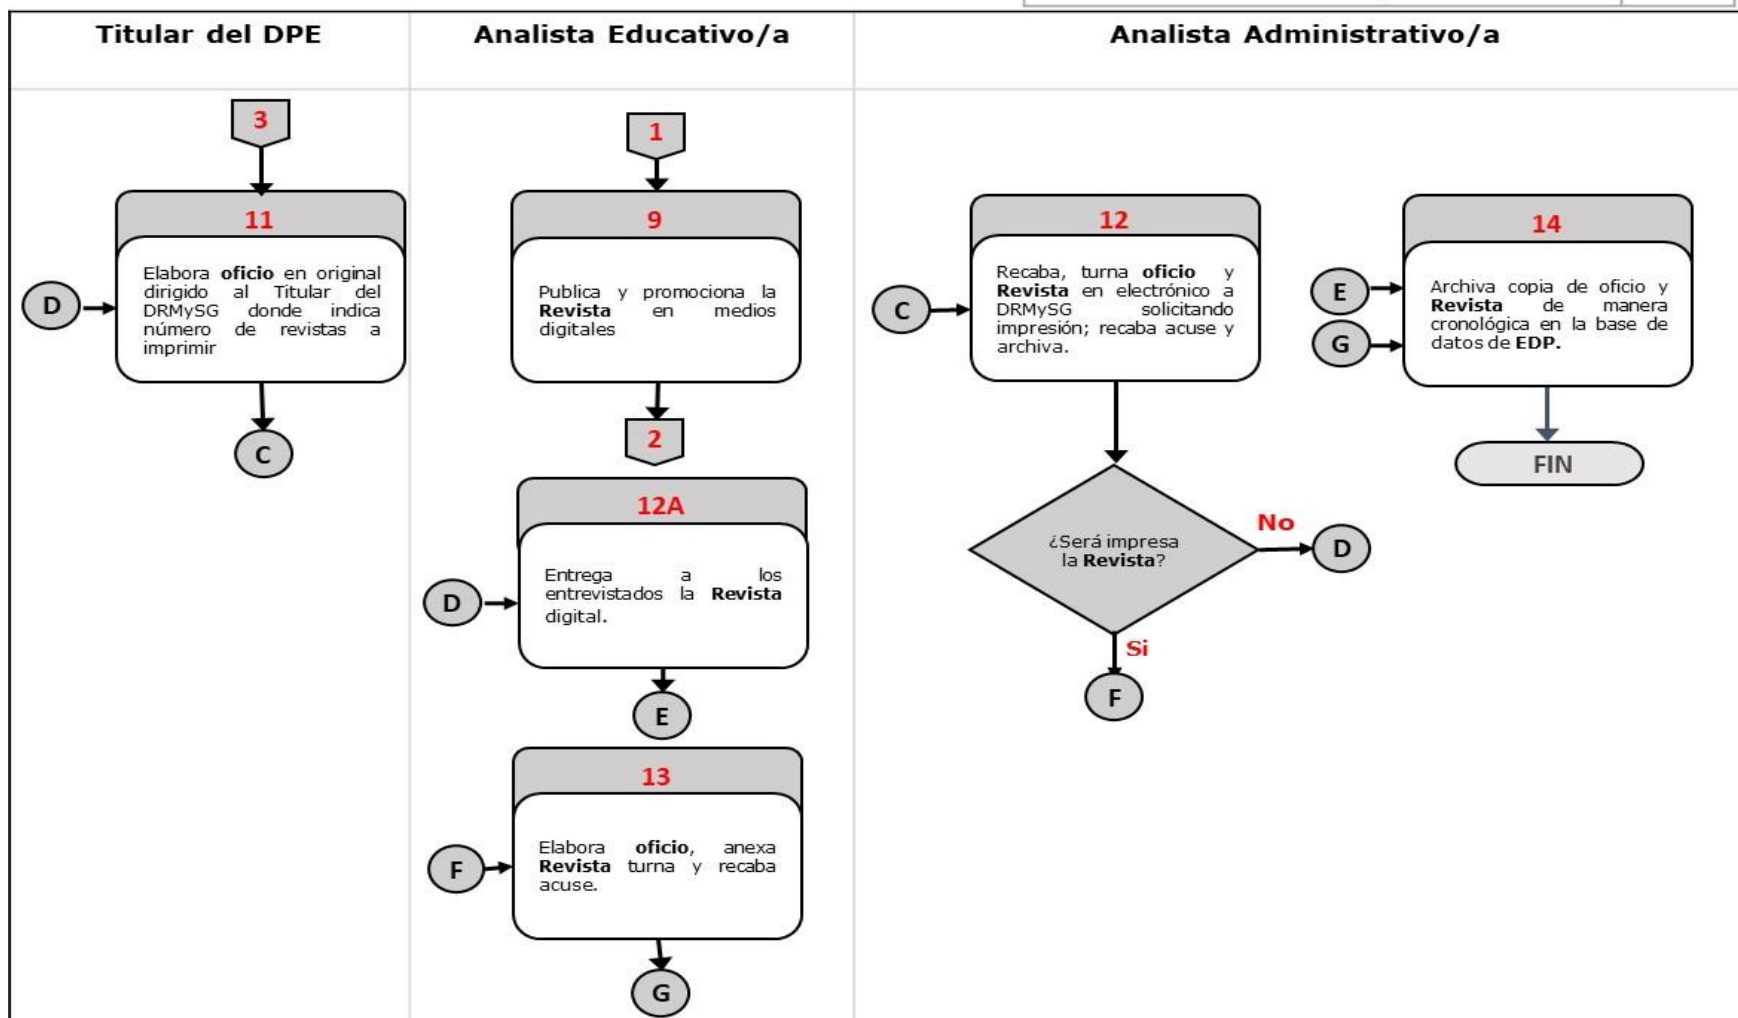 Titular del DPE
Analista Educativo/a
Analista Administrativo/a
3
11
Elabora oficio en original
dirigido al Titular del
DRMySG donde indica
número de revistas a
imprimir
D
C
1
9
Publica y promociona la
Revista en medios
digitales
2
12A
Entrega a los
entrevistados la Revista
digital.
D
E
13
Elabora oficio, anexa
Revista turna y recaba
acuse.
F
G
12
Recaba, turna oficio y
Revista en electrónico a
DRMySG solicitando
impresión; recaba acuse y
archiva.
C
¿Será impresa
la Revista?
No
D
Si
F
14
Archiva copia de oficio y
Revista de manera
cronológica en la base de
datos de EDP.
E
G
FIN